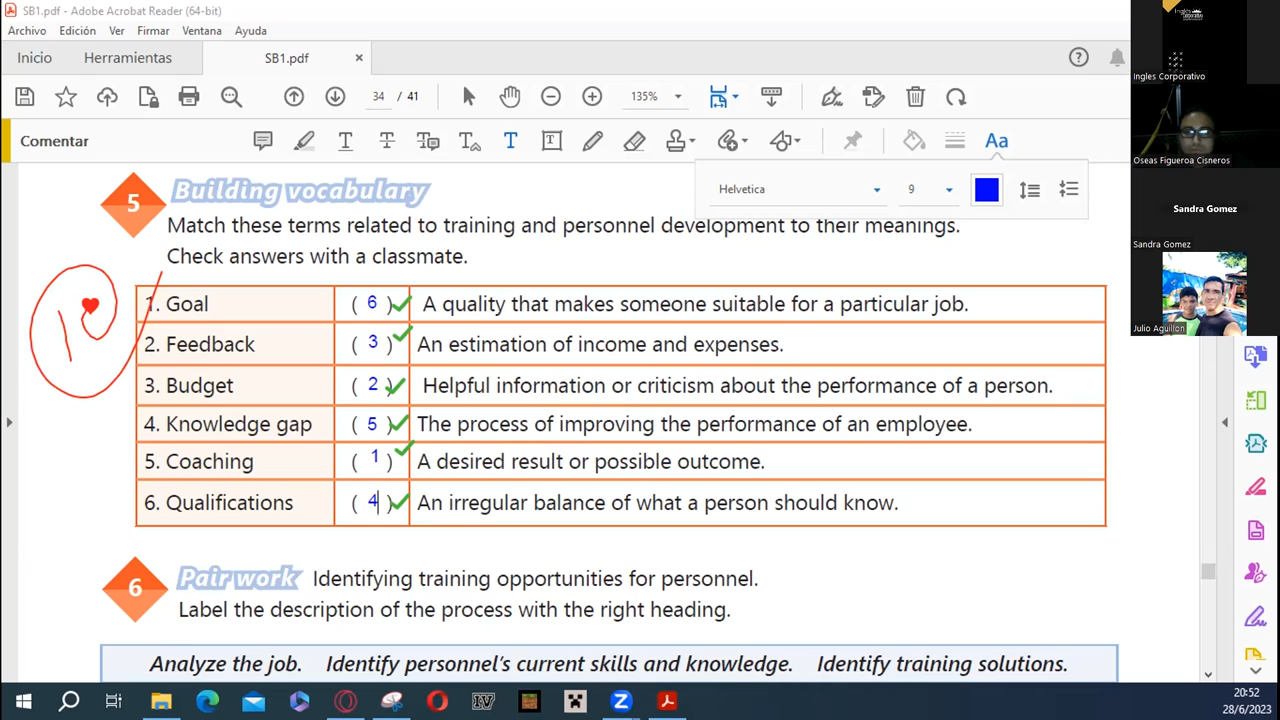 SB1.pdf - Adobe Acrobat Reader (64-bit)
Archivo Edición Ver Firmar Ventana Ayuda
Inicio Herramientas SB1.pdf ×
34 / 41 135%
Comentar
Helvetica 9
5 Building vocabulary
Match these terms related to training and personnel development to their meanings.
Check answers with a classmate.
10
1. Goal ( 6 ) A quality that makes someone suitable for a particular job.
2. Feedback ( 3 ) An estimation of income and expenses.
3. Budget ( 2 ) Helpful information or criticism about the performance of a person.
4. Knowledge gap ( 5 ) The process of improving the performance of an employee.
5. Coaching ( 1 ) A desired result or possible outcome.
6. Qualifications ( 4 ) An irregular balance of what a person should know.
6 Pair work Identifying training opportunities for personnel.
Label the description of the process with the right heading.
Analyze the job. Identify personnel's current skills and knowledge. Identify training solutions.
Inglés
Corporativo
Ingles Corporativo
Oseas Figueroa Cisneros
Sandra Gomez
Sandra Gomez
Julio Aguillon
20:52
28/6/2023